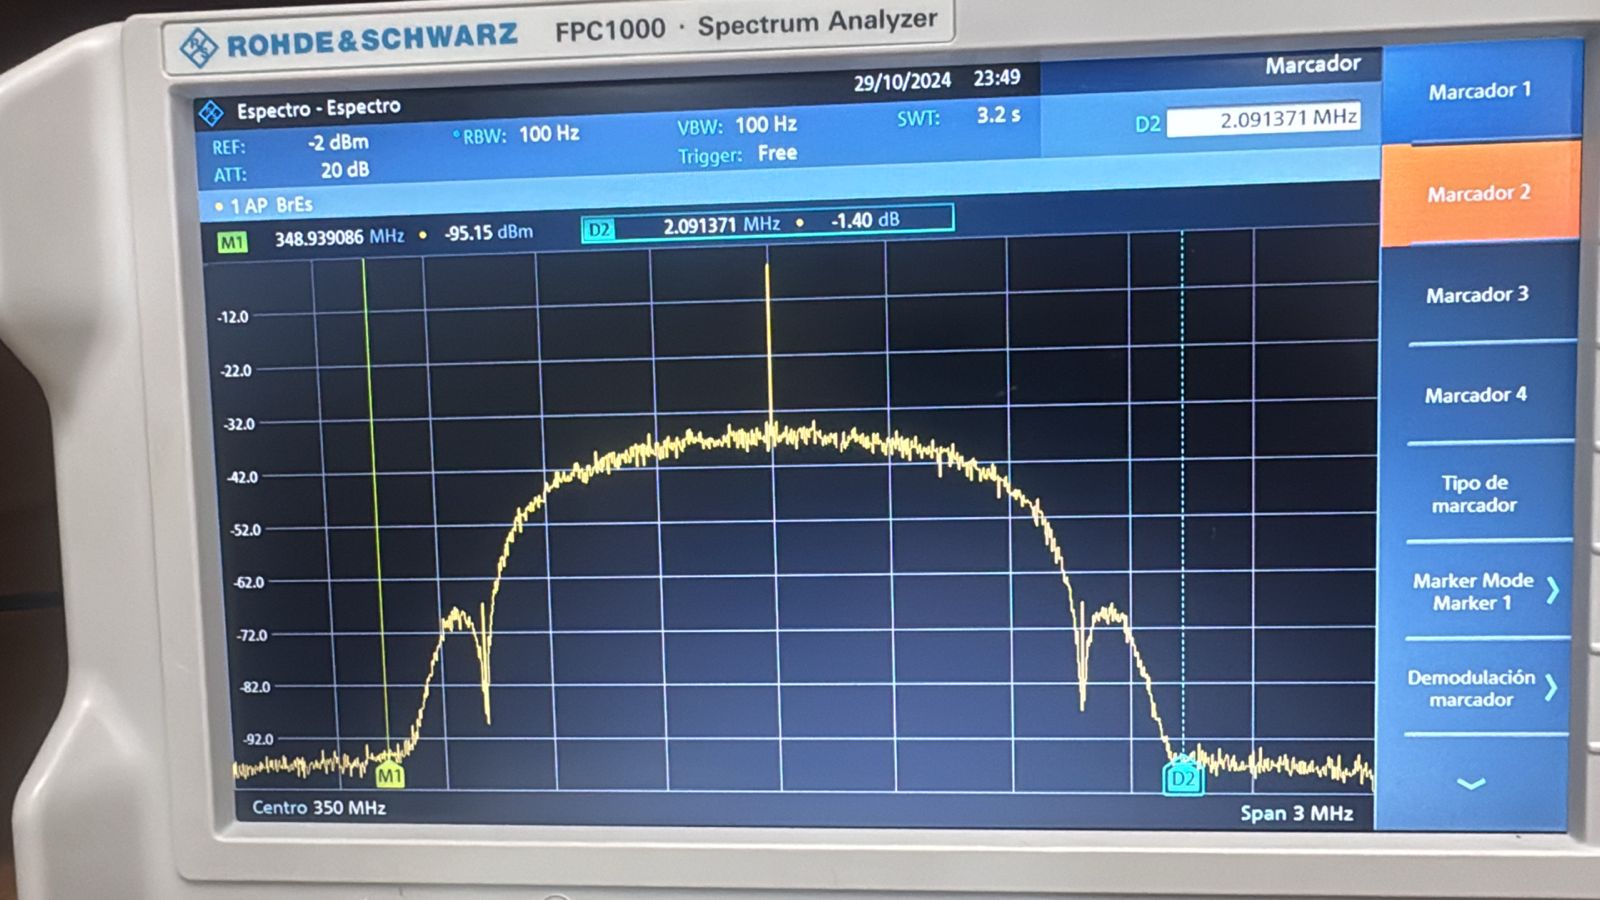 ROHDE&SCHWARZ FPC1000 · Spectrum Analyzer
Espectro - Espectro 29/10/2024 23:49 Marcador
REF: -2 dBm RBW: 100 Hz VBW: 100 Hz SWT: 3.2 s D2 2.091371 MHz
ATT: 20 dB Trigger: Free
1 AP BrEs
M1 348.939086 MHz • -95.15 dBm D2 2.091371 MHz • -1.40 dB
-12.0
-22.0
-32.0
-42.0
-52.0
-62.0
-72.0
-82.0
-92.0
M1 D2
Centro 350 MHz Span 3 MHz
Marcador 1
Marcador 2
Marcador 3
Marcador 4
Tipo de
marcador
Marker Mode
Marker 1
Demodulación
marcador